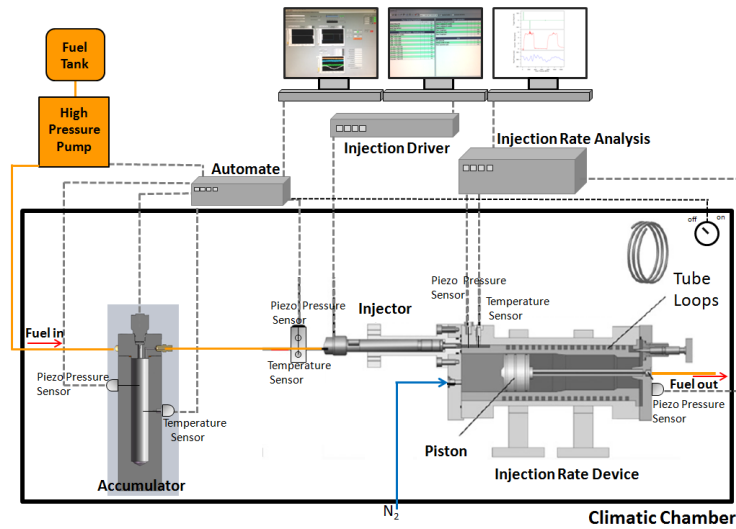 Fuel
Tank
High
Pressure
Pump
Automate
Injection Driver
Injection Rate Analysis
off
on
Piezo Pressure
Sensor
Temperature
Sensor
Injector
Tube
Loops
Piezo Pressure
Sensor
Temperature
Sensor
Fuel in
Piezo Pressure
Sensor
Temperature
Sensor
Accumulator
Fuel out
Piezo Pressure
Sensor
Piston
Injection Rate Device
N2
Climatic Chamber